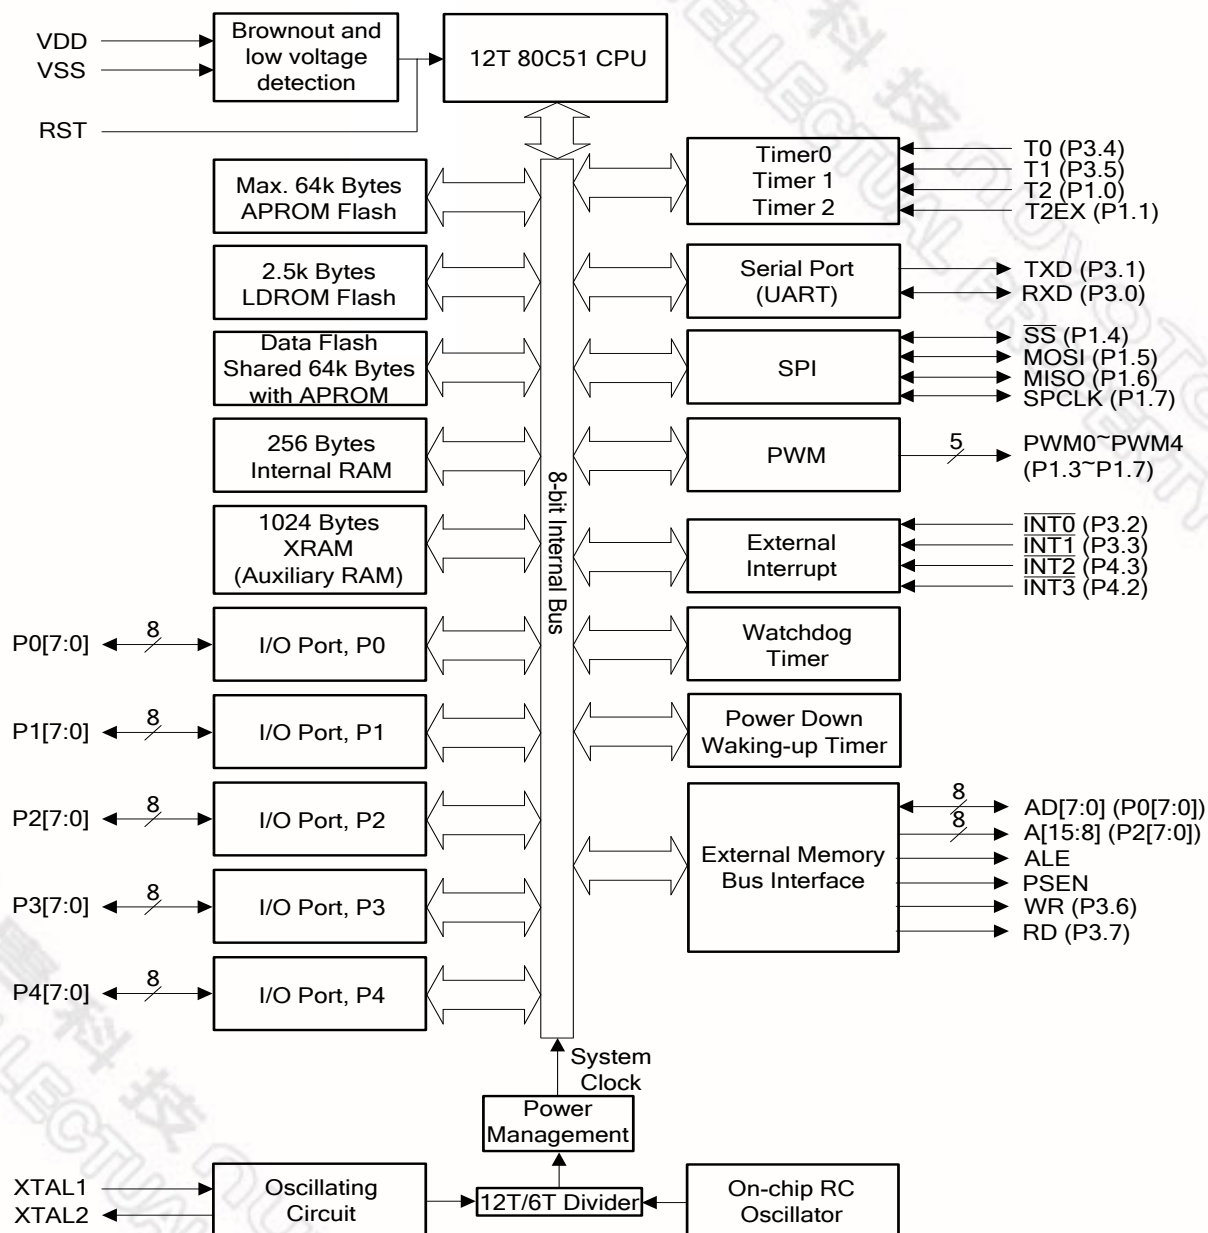 VDD
VSS
RST
Brownout and
low voltage
detection
12T 80C51 CPU
Max. 64k Bytes
APROM Flash
2.5k Bytes
LDROM Flash
Data Flash
Shared 64k Bytes
with APROM
256 Bytes
Internal RAM
1024 Bytes
XRAM
(Auxiliary RAM)
P0[7:0]
8
I/O Port, P0
P1[7:0]
8
I/O Port, P1
P2[7:0]
8
I/O Port, P2
P3[7:0]
8
I/O Port, P3
P4[7:0]
8
I/O Port, P4
8-bit Internal Bus
Timer0
Timer 1
Timer 2
T0 (P3.4)
T1 (P3.5)
T2 (P1.0)
T2EX (P1.1)
Serial Port
(UART)
TXD (P3.1)
RXD (P3.0)
SPI
SS (P1.4)
MOSI (P1.5)
MISO (P1.6)
SPCLK (P1.7)
PWM
5
PWM0~PWM4
(P1.3~P1.7)
External
Interrupt
INT0 (P3.2)
INT1 (P3.3)
INT2 (P4.3)
INT3 (P4.2)
Watchdog
Timer
Power Down
Waking-up Timer
External Memory
Bus Interface
8
AD[7:0] (P0[7:0])
8
A[15:8] (P2[7:0])
ALE
PSEN
WR (P3.6)
RD (P3.7)
System
Clock
Power
Management
XTAL1
XTAL2
Oscillating
Circuit
12T/6T Divider
On-chip RC
Oscillator